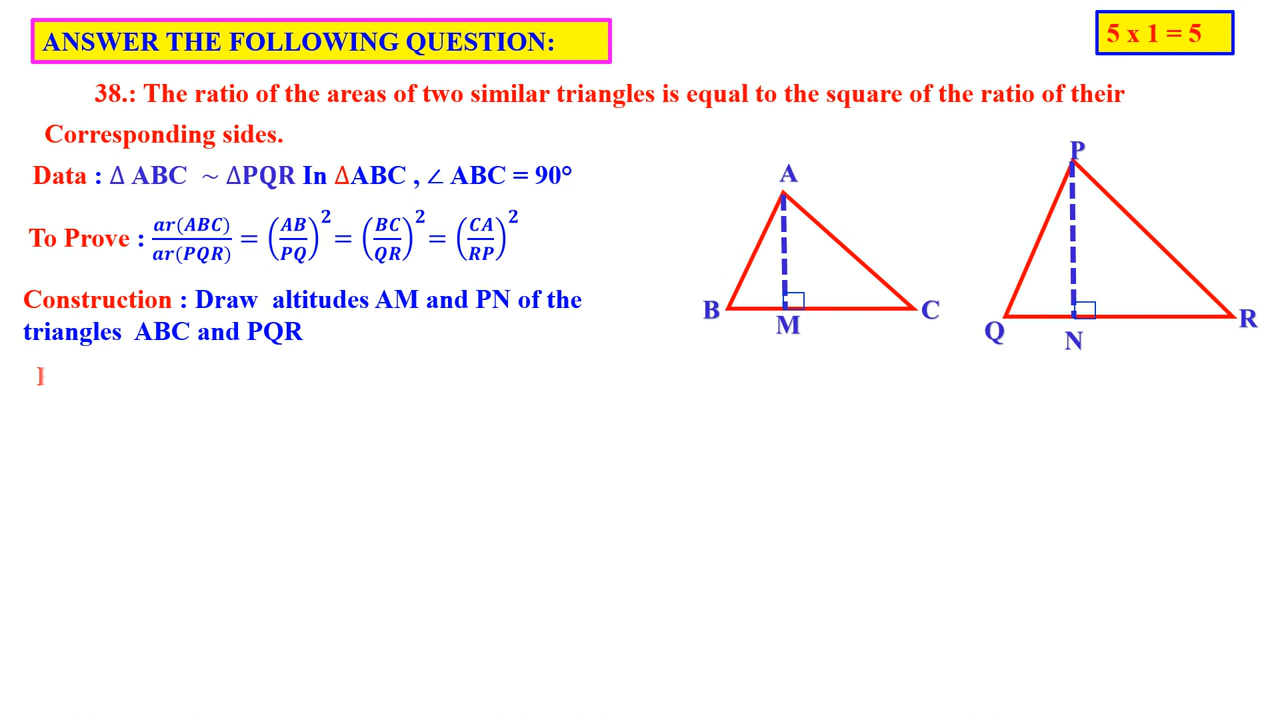 ANSWER THE FOLLOWING QUESTION:
5 x 1 = 5
38.: The ratio of the areas of two similar triangles is equal to the square of the ratio of their
Corresponding sides.
Data : ∆ ABC ~ ∆PQR In ∆ABC , ∠ ABC = 90°
To Prove : ar(ABC)/ar(PQR) = (AB/PQ)² = (BC/QR)² = (CA/RP)²
Construction : Draw altitudes AM and PN of the
triangles ABC and PQR
A
B
M
C
P
Q
N
R